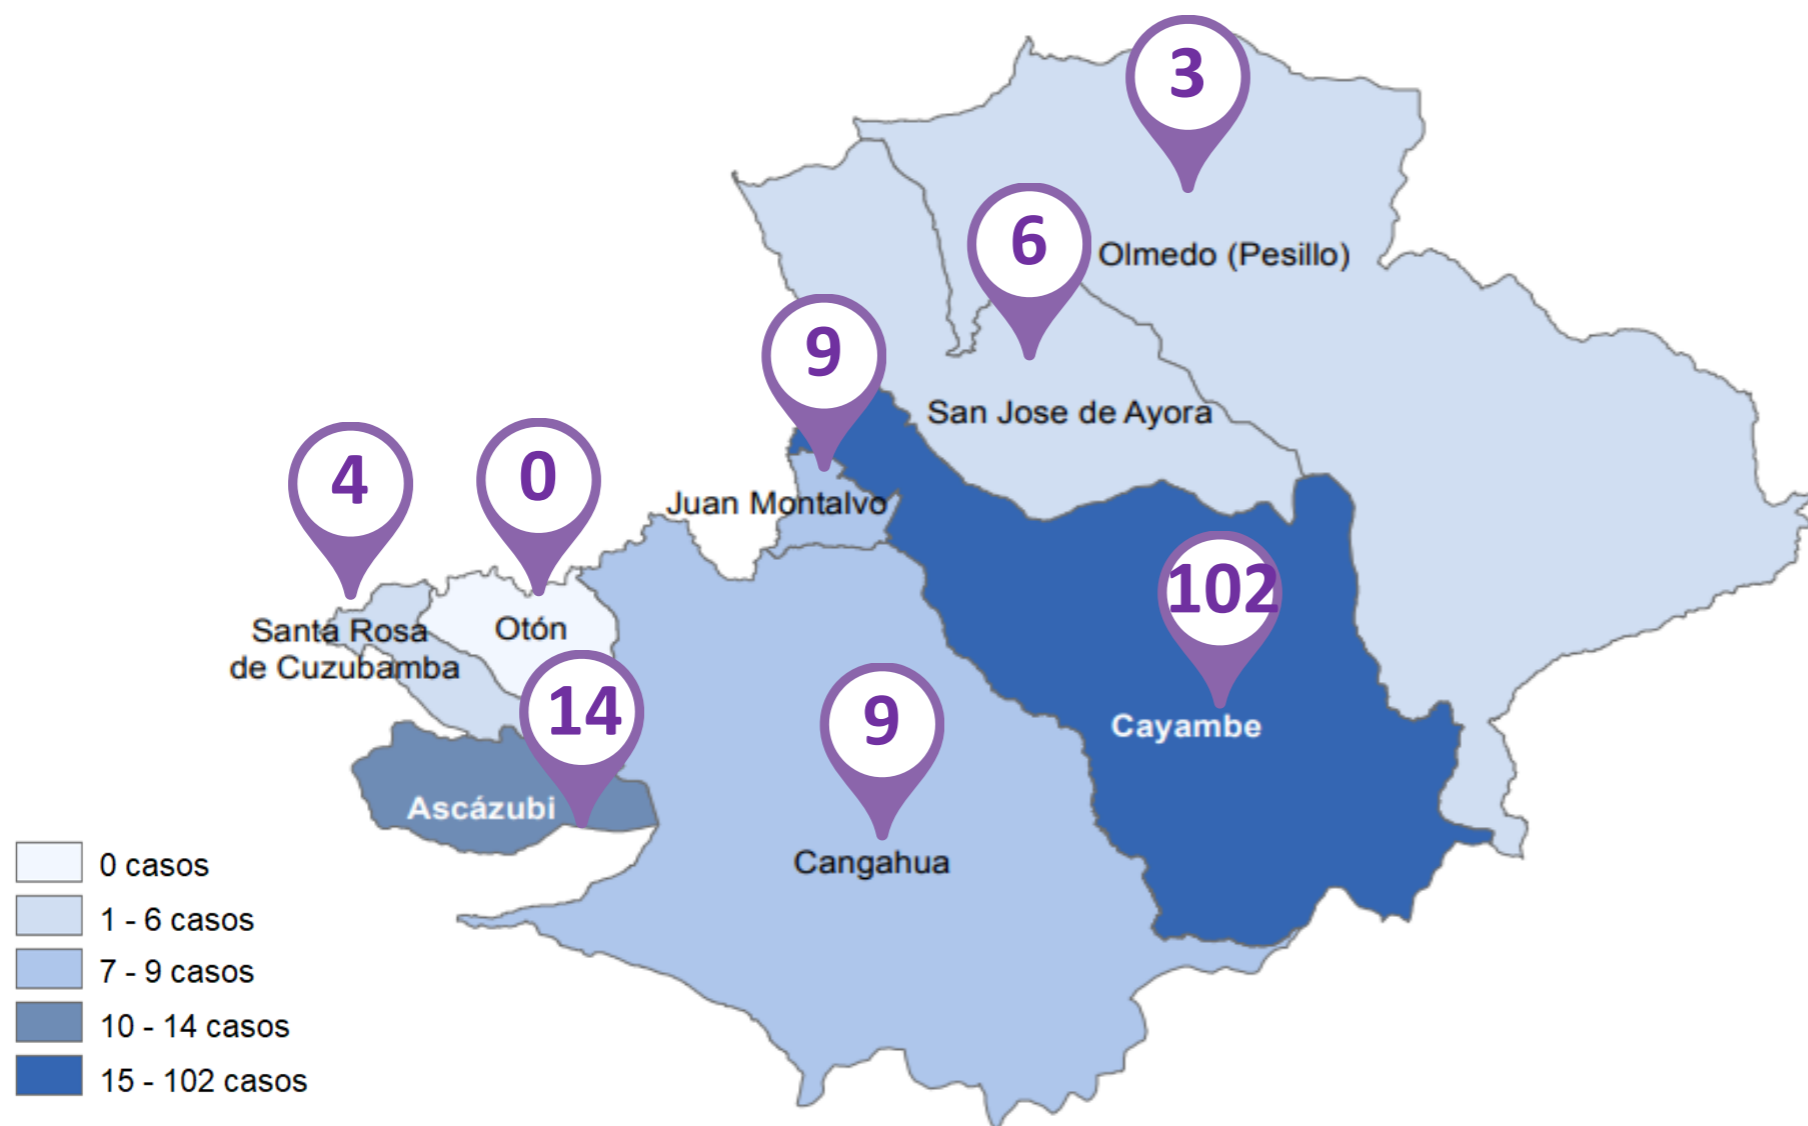 3
6
Olmedo (Pesillo)
9
San Jose de Ayora
4
0
Juan Montalvo
102
Santa Rosa
de Cuzubamba
Otón
14
9
Cayambe
Ascázubi
Cangahua
0 casos
1 - 6 casos
7 - 9 casos
10 - 14 casos
15 - 102 casos